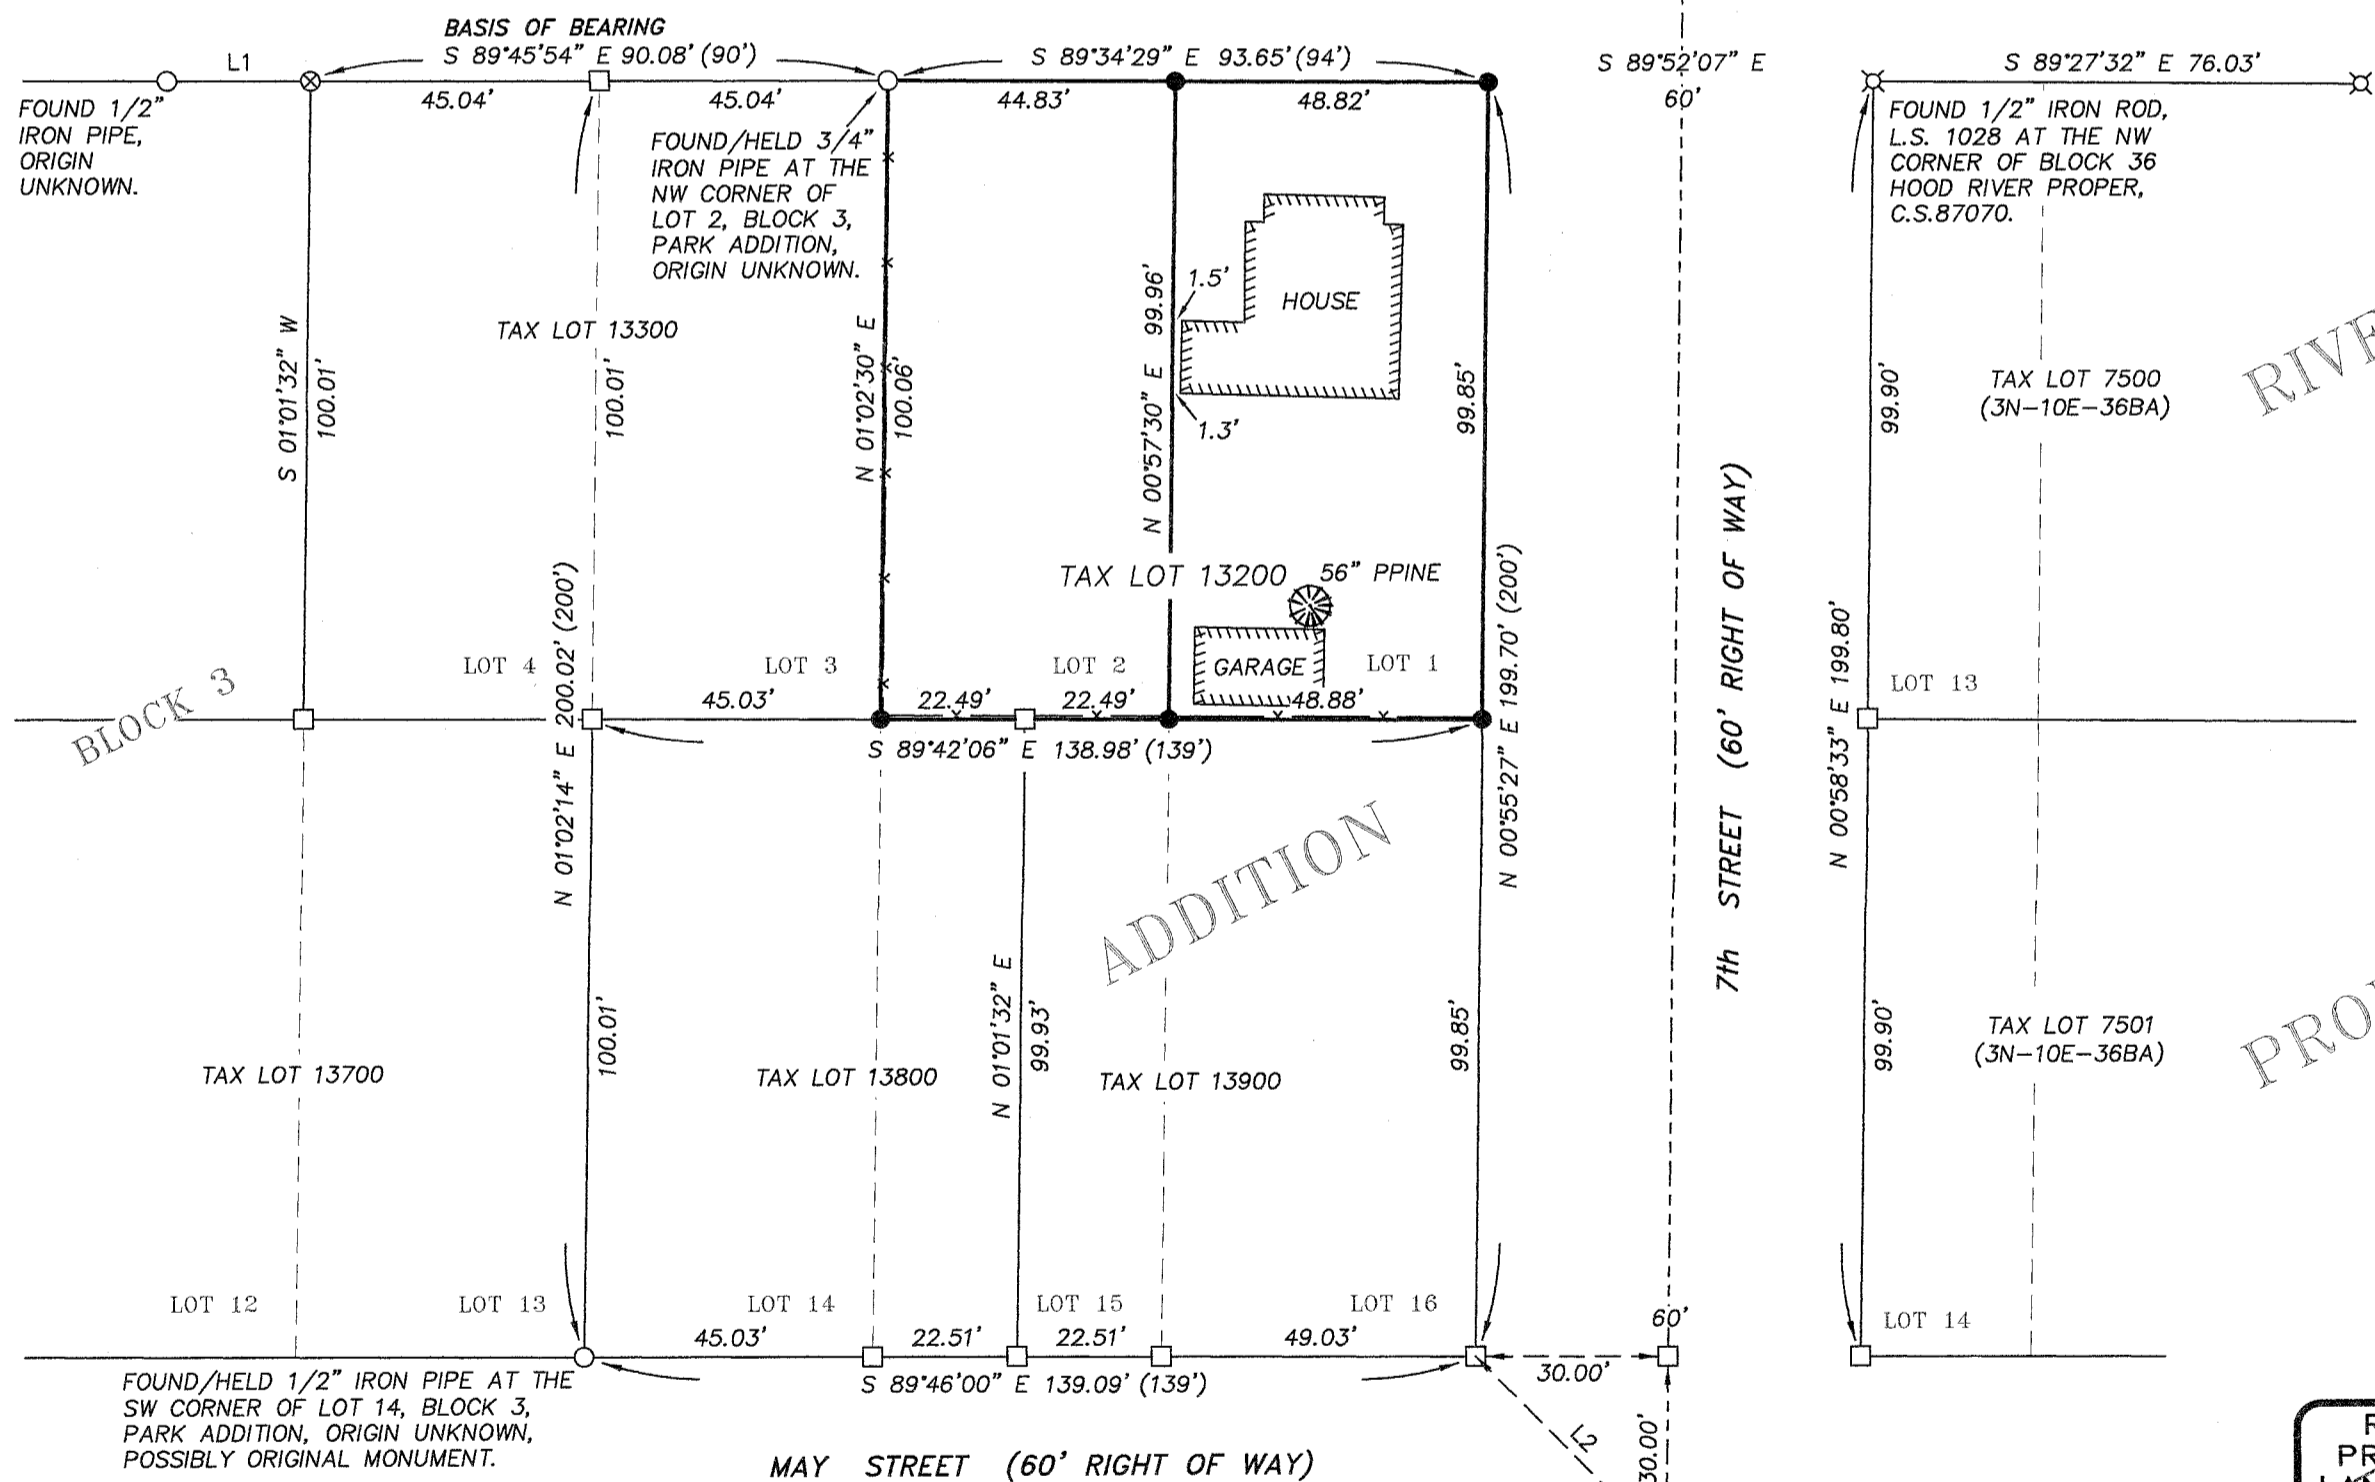 BASIS OF BEARING
L1
S 89°45'54" E 90.08' (90')
S 89°34'29" E 93.65' (94')
S 89°52'07" E
S 89°27'32" E 76.03'
45.04'
45.04'
44.83'
48.82'
60'
FOUND 1/2"
IRON PIPE,
ORIGIN
UNKNOWN.
FOUND/HELD 3/4"
IRON PIPE AT THE
NW CORNER OF
LOT 2, BLOCK 3,
PARK ADDITION,
ORIGIN UNKNOWN.
FOUND 1/2" IRON ROD,
L.S. 1028 AT THE NW
CORNER OF BLOCK 36
HOOD RIVER PROPER,
C.S.87070.
1.5'
HOUSE
1.3'
S 01°01'32" W
100.01'
TAX LOT 13300
100.01'
N 01°02'30" E
100.06'
N 00°57'30" E 99.96'
99.85'
99.90'
TAX LOT 7500
(3N-10E-36BA)
RIVE
TAX LOT 13200
56" PPINE
7th STREET (60' RIGHT OF WAY)
GARAGE
BLOCK 3
LOT 4
LOT 3
LOT 2
LOT 1
LOT 13
45.03'
22.49'
22.49'
48.88'
S 89°42'06" E 138.98' (139')
N 01°02'14" E 200.02' (200')
N 00°55'27" E 199.70' (200')
N 00°58'33" E 199.80'
ADDITION
100.01'
N 01°01'32" E
99.93'
99.85'
99.90'
TAX LOT 13700
TAX LOT 13800
TAX LOT 13900
TAX LOT 7501
(3N-10E-36BA)
PRO
LOT 12
LOT 13
LOT 14
LOT 15
LOT 16
LOT 14
45.03'
22.51'
22.51'
49.03'
60'
30.00'
S 89°46'00" E 139.09' (139')
FOUND/HELD 1/2" IRON PIPE AT THE
SW CORNER OF LOT 14, BLOCK 3,
PARK ADDITION, ORIGIN UNKNOWN,
POSSIBLY ORIGINAL MONUMENT.
L2
30.00'
MAY STREET (60' RIGHT OF WAY)
R
PR